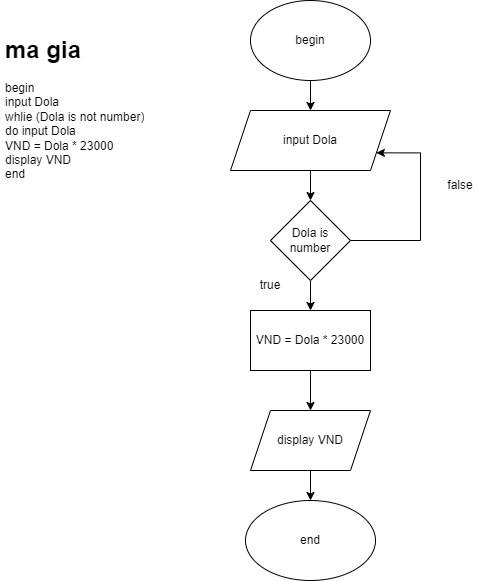 ma gia
begin
input Dola
whlie (Dola is not number)
do input Dola
VND = Dola * 23000
display VND
end
begin
input Dola
false
Dola is
number
true
VND = Dola * 23000
display VND
end